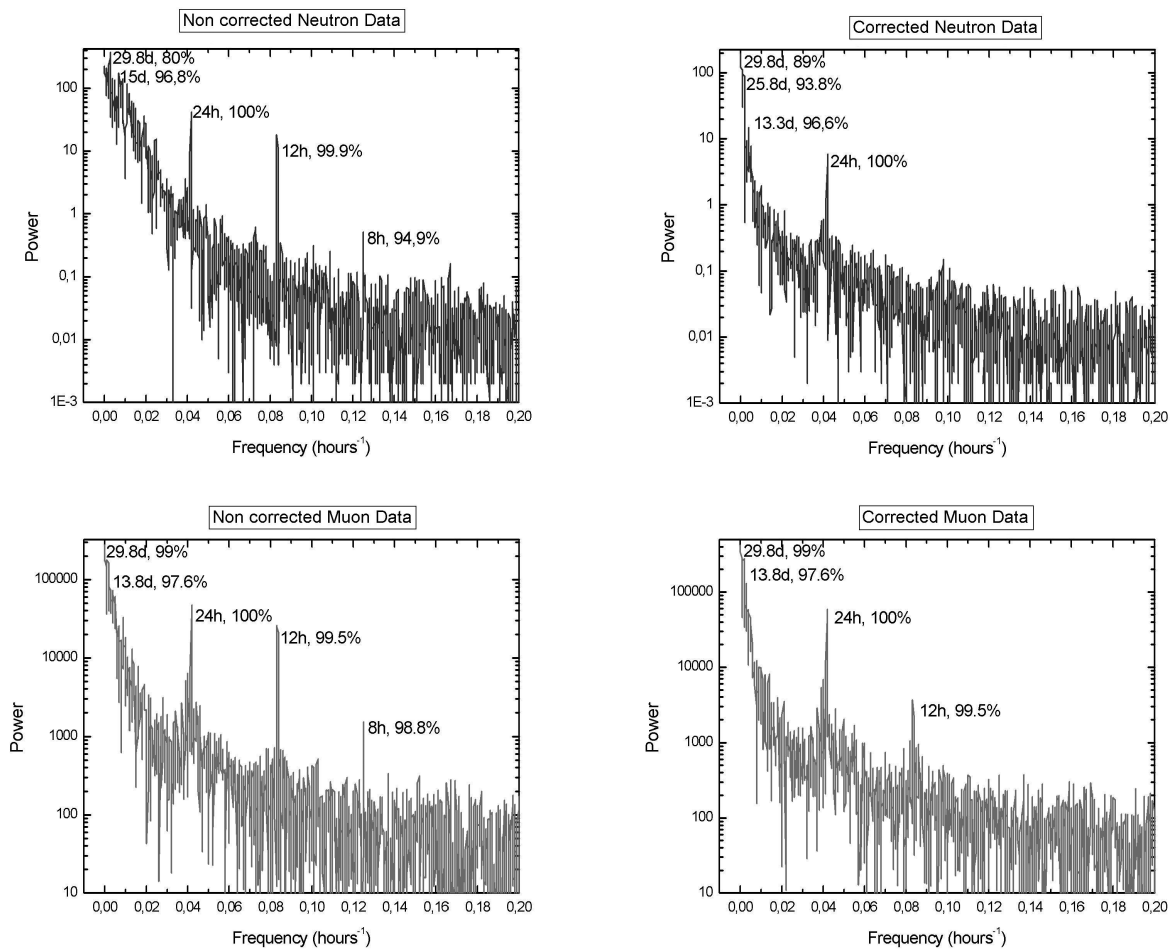 Non corrected Neutron Data
29.8d, 80%
15d, 96,8%
24h, 100%
12h, 99.9%
8h, 94,9%
100
10
1
0,1
0,01
1E-3
Power
0,00 0,02 0,04 0,06 0,08 0,10 0,12 0,14 0,16 0,18 0,20
Frequency (hours-1)
Corrected Neutron Data
29.8d, 89%
25.8d, 93.8%
13.3d, 96,6%
24h, 100%
100
10
1
0,1
0,01
1E-3
Power
0,00 0,02 0,04 0,06 0,08 0,10 0,12 0,14 0,16 0,18 0,20
Frequency (hours-1)
Non corrected Muon Data
29.8d, 99%
13.8d, 97.6%
24h, 100%
12h, 99.5%
8h, 98.8%
100000
10000
1000
100
10
Power
0,00 0,02 0,04 0,06 0,08 0,10 0,12 0,14 0,16 0,18 0,20
Frequency (hours-1)
Corrected Muon Data
29.8d, 99%
13.8d, 97.6%
24h, 100%
12h, 99.5%
100000
10000
1000
100
10
Power
0,00 0,02 0,04 0,06 0,08 0,10 0,12 0,14 0,16 0,18 0,20
Frequency (hours-1)